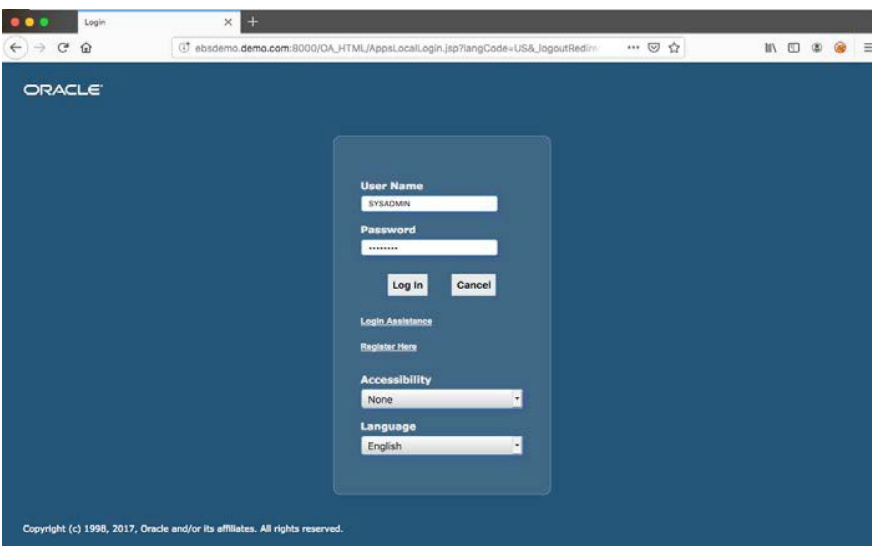 Login
ebsdemo.demo.com:8000/OA_HTML/AppsLocalLogin.jsp?langCode=US&_logoutRedire
ORACLE
User Name
SYSADMIN
Password
••••••••
Log In
Cancel
Login Assistance
Register Here
Accessibility
None
Language
English
Copyright (c) 1998, 2017, Oracle and/or its affiliates. All rights reserved.